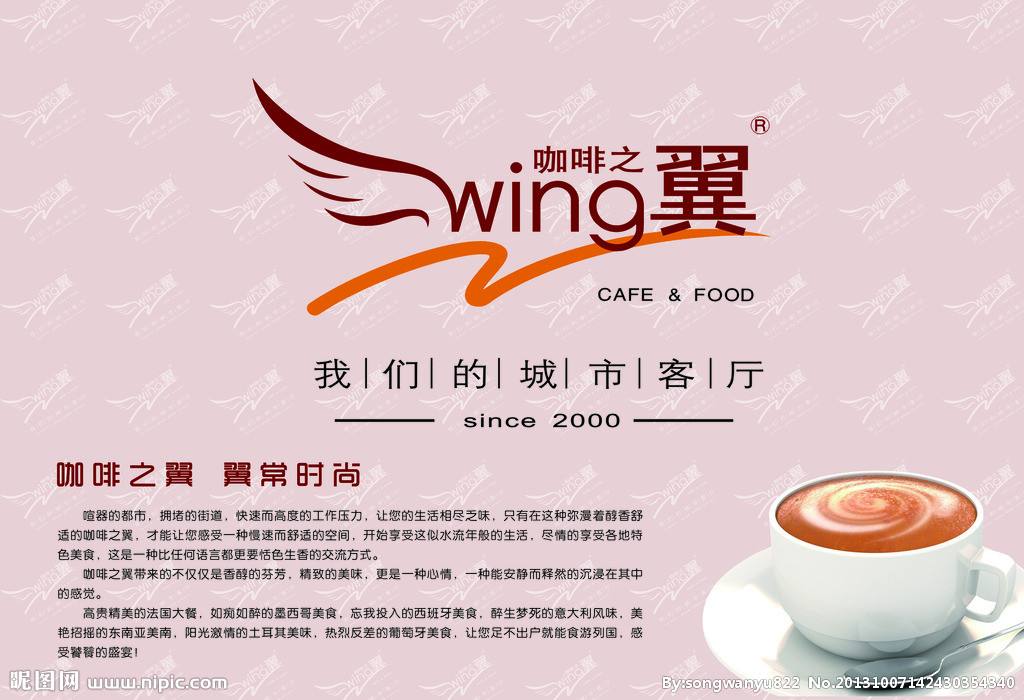 ®
咖啡之
wing翼
CAFE & FOOD
我|们|的|城|市|客|厅
since 2000
咖啡之翼 翼常时尚
喧器的都市，拥堵的街道，快速而高度的工作压力，让您的生活相尽乏味，只有在这种弥漫着醇香舒
适的咖啡之翼，才能让您感受一种慢速而舒适的空间，开始享受这似水流年般的生活，尽情的享受各地特
色美食，这是一种比任何语言都更要恬色生香的交流方式。
咖啡之翼带来的不仅仅是香醇的芬芳，精致的美味，更是一种心情，一种能安静而释然的沉浸在其中
的感觉。
高贵精美的法国大餐，如痴如醉的墨西哥美食，忘我投入的西班牙美食，醉生梦死的意大利风味，美
艳招摇的东南亚美南，阳光激情的土耳其美味，热烈反差的葡萄牙美食，让您足不出户就能食游列国，感
受饕餮的盛宴！
昵图网 www.nipic.com
By:songwanyu822 No.20131007142430354340